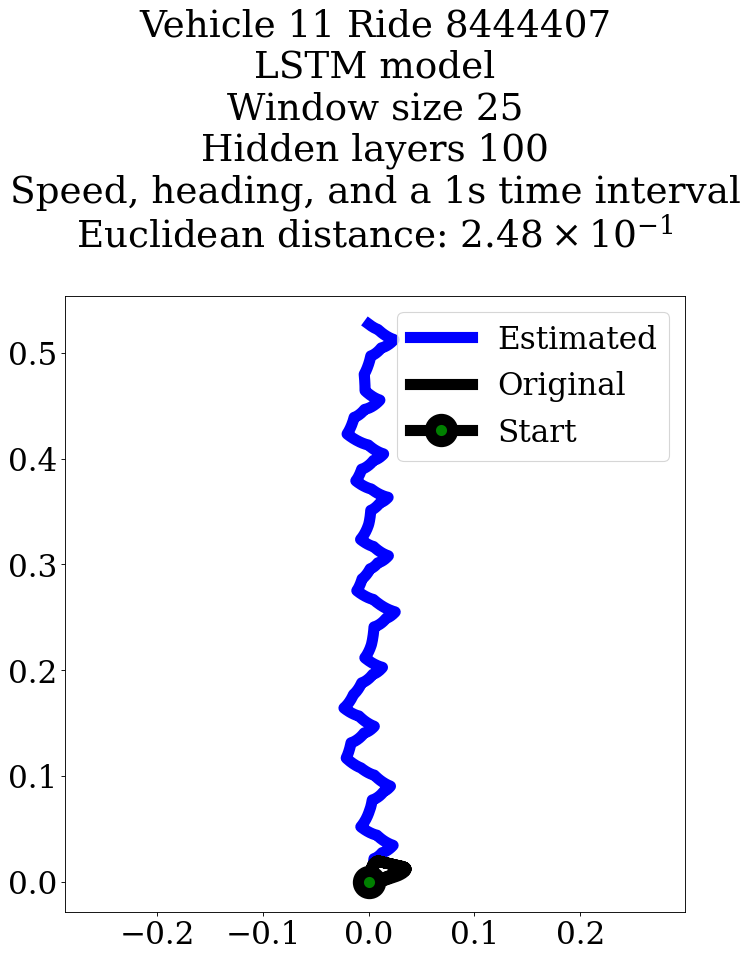 Vehicle 11 Ride 8444407
LSTM model
Window size 25
Hidden layers 100
Speed, heading, and a 1s time interval
Euclidean distance: 2.48 × 10⁻¹
Estimated
Original
Start
0.5
0.4
0.3
0.2
0.1
0.0
−0.2 −0.1 0.0 0.1 0.2